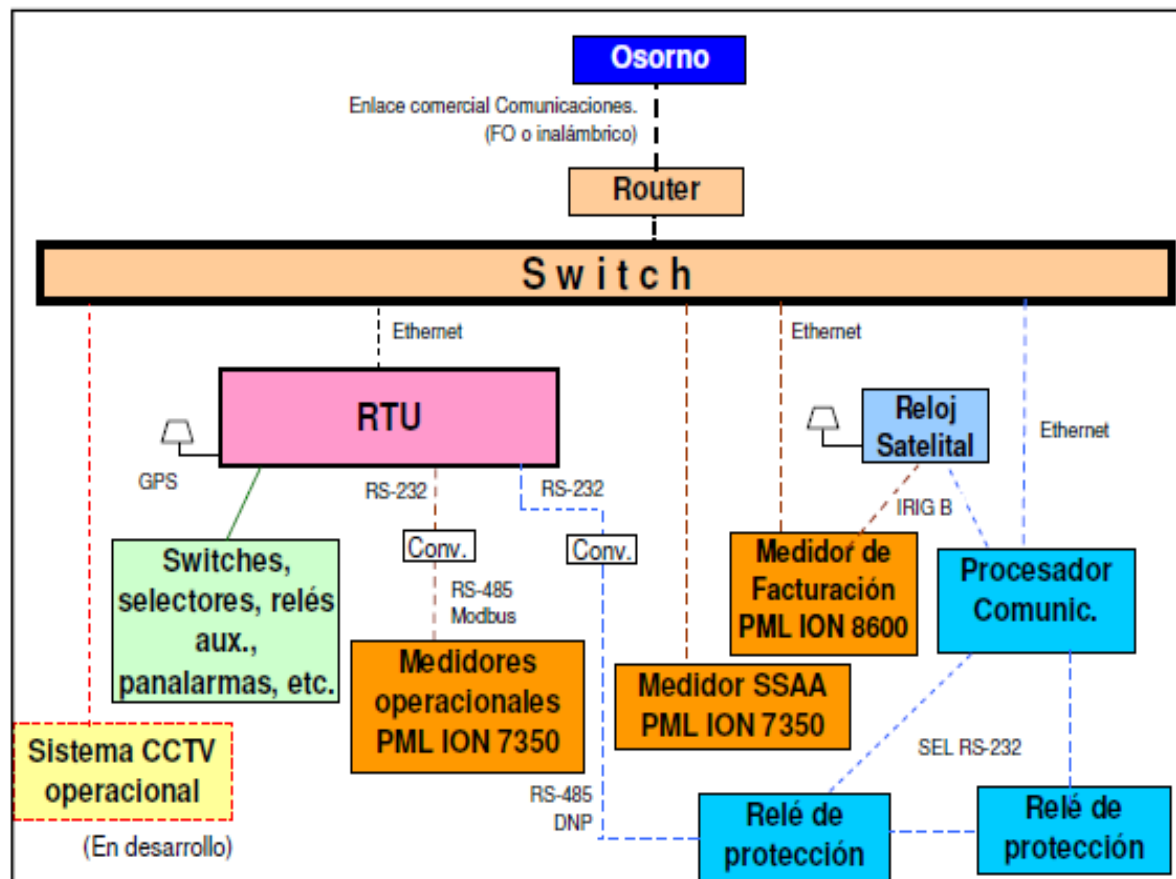 Osorno
Enlace comercial Comunicaciones.
(FO o inalámbrico)
Router
Switch
Ethernet
Ethernet
RTU
Reloj
Satelital
Ethernet
GPS
RS-232
RS-232
IRIG B
Conv.
Conv.
Switches,
selectores, relés
aux.,
panalarmas, etc.
RS-485
Modbus
Medidor de
Facturación
PML ION 8600
Procesador
Comunic.
Medidores
operacionales
PML ION 7350
Medidor SSAA
PML ION 7350
Sistema CCTV
operacional
(En desarrollo)
SEL RS-232
RS-485
DNP
Relé de
protección
Relé de
protección